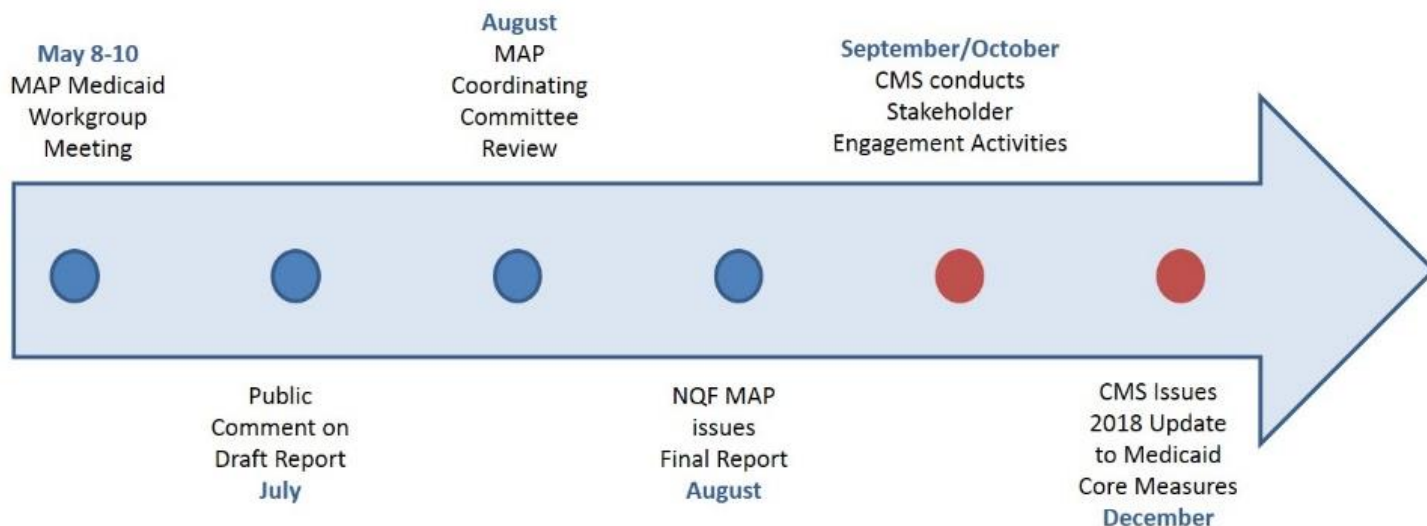 May 8-10
MAP Medicaid
Workgroup
Meeting
Public
Comment on
Draft Report
July
August
MAP
Coordinating
Committee
Review
NQF MAP
issues
Final Report
August
September/October
CMS conducts
Stakeholder
Engagement Activities
CMS Issues
2018 Update
to Medicaid
Core Measures
December